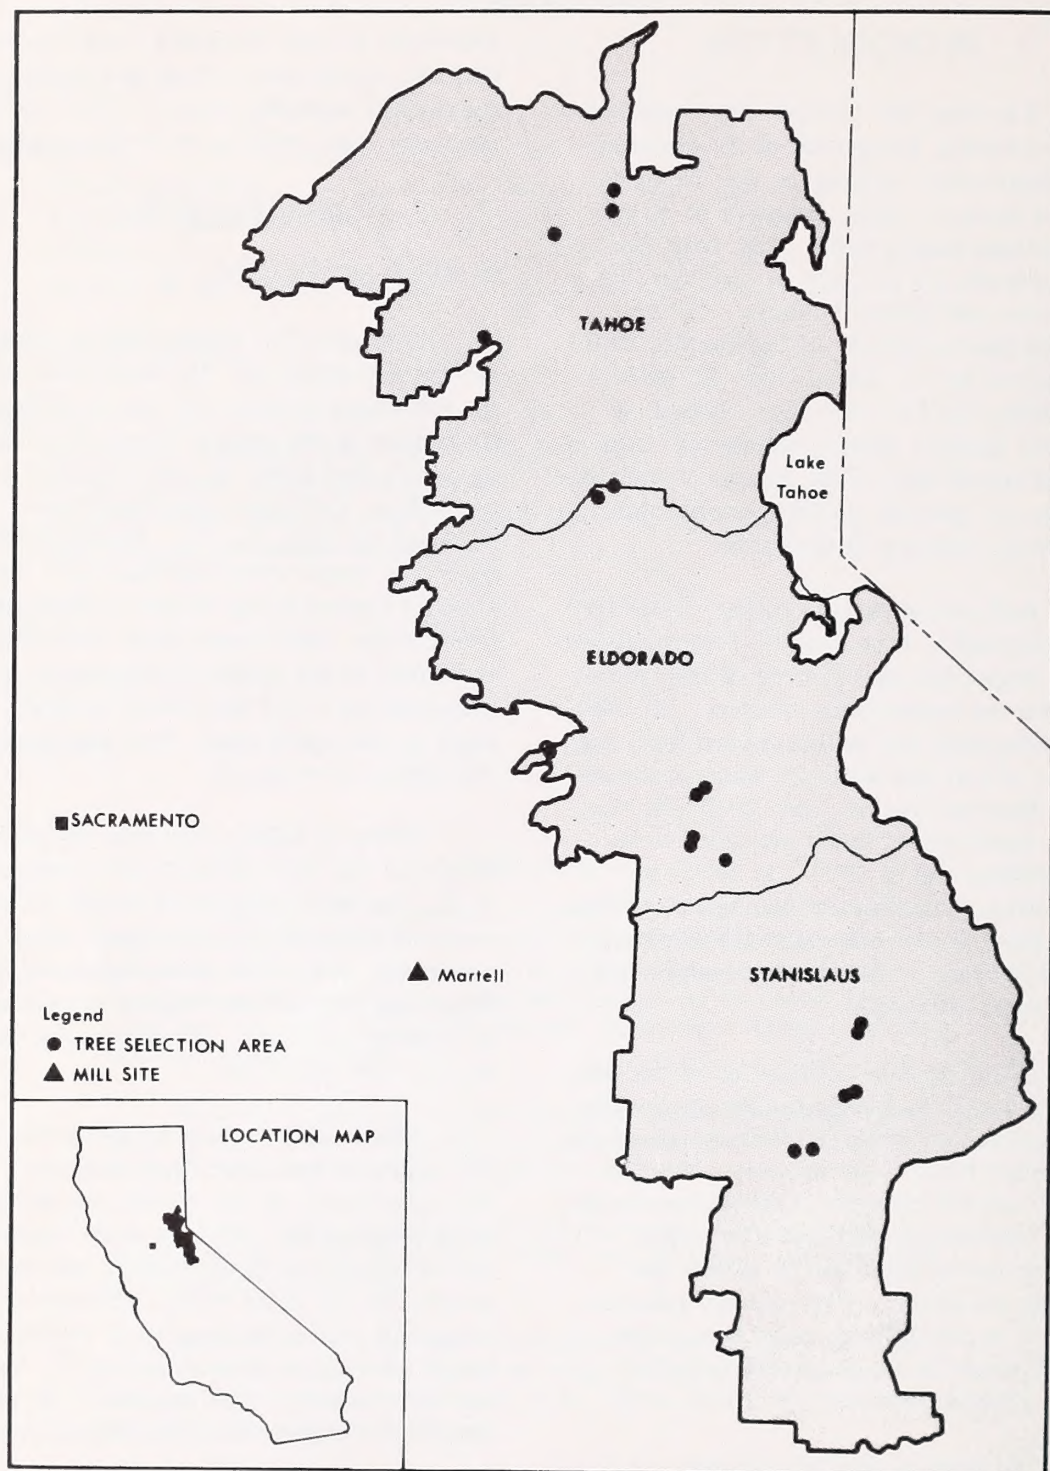 TAHOE
Lake
Tahoe
ELDORADO
SACRAMENTO
Martell
STANISLAUS
Legend
TREE SELECTION AREA
MILL SITE
LOCATION MAP